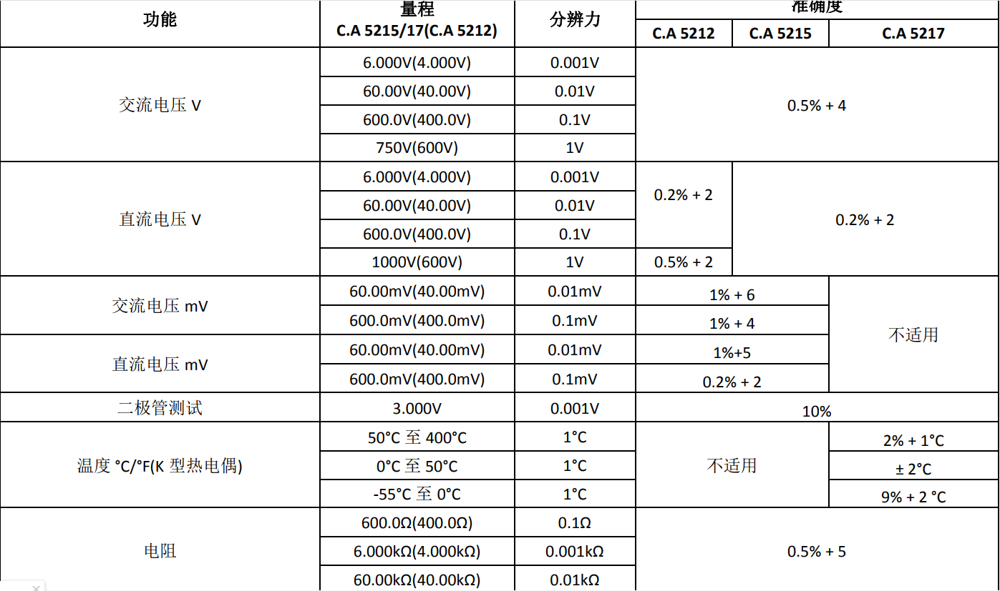 功能
量程
C.A 5215/17(C.A 5212)
分辨力
准确度
C.A 5212
C.A 5215
C.A 5217
交流电压 V
6.000V(4.000V)
0.001V
0.5% + 4
60.00V(40.00V)
0.01V
600.0V(400.0V)
0.1V
750V(600V)
1V
直流电压 V
6.000V(4.000V)
0.001V
0.2% + 2
0.2% + 2
60.00V(40.00V)
0.01V
600.0V(400.0V)
0.1V
1000V(600V)
1V
0.5% + 2
交流电压 mV
60.00mV(40.00mV)
0.01mV
1% + 6
不适用
600.0mV(400.0mV)
0.1mV
1% + 4
直流电压 mV
60.00mV(40.00mV)
0.01mV
1%+5
600.0mV(400.0mV)
0.1mV
0.2% + 2
二极管测试
3.000V
0.001V
10%
温度 °C/°F(K 型热电偶)
50°C 至 400°C
1°C
不适用
2% + 1°C
0°C 至 50°C
1°C
± 2°C
-55°C 至 0°C
1°C
9% + 2 °C
电阻
600.0Ω(400.0Ω)
0.1Ω
0.5% + 5
6.000kΩ(4.000kΩ)
0.001kΩ
60.00kΩ(40.00kΩ)
0.01kΩ